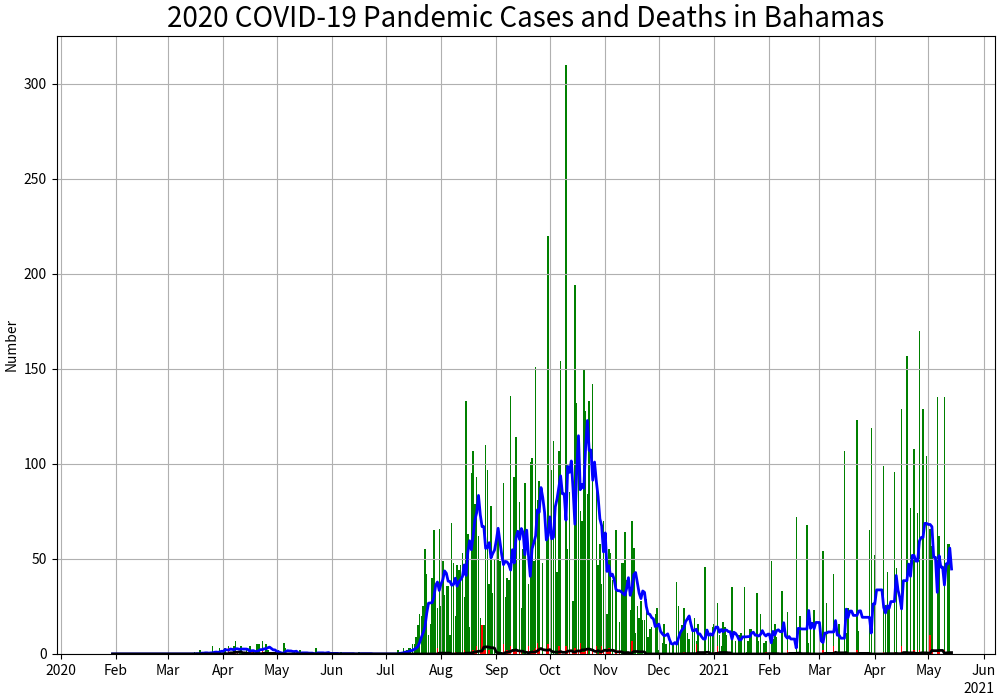 2020 COVID-19 Pandemic Cases and Deaths in Bahamas
Number
300
250
200
150
100
50
0
2020 Feb Mar Apr May Jun Jul Aug Sep Oct Nov Dec 2021 Feb Mar Apr May Jun
2021